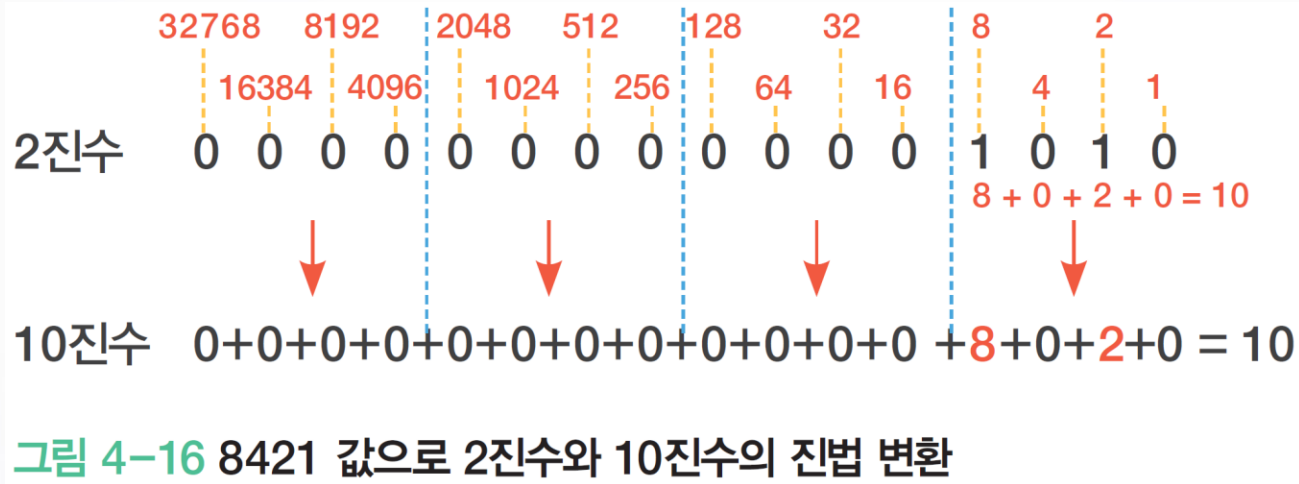 32768 8192 2048 512 128 32 8 2
16384 4096 1024 256 64 16 4 1
2진수 0 0 0 0 0 0 0 0 0 0 0 0 1 0 1 0
8 + 0 + 2 + 0 = 10
10진수 0+0+0+0+0+0+0+0+0+0+0+0 +8+0+2+0 = 10
그림 4-16 8421 값으로 2진수와 10진수의 진법 변환